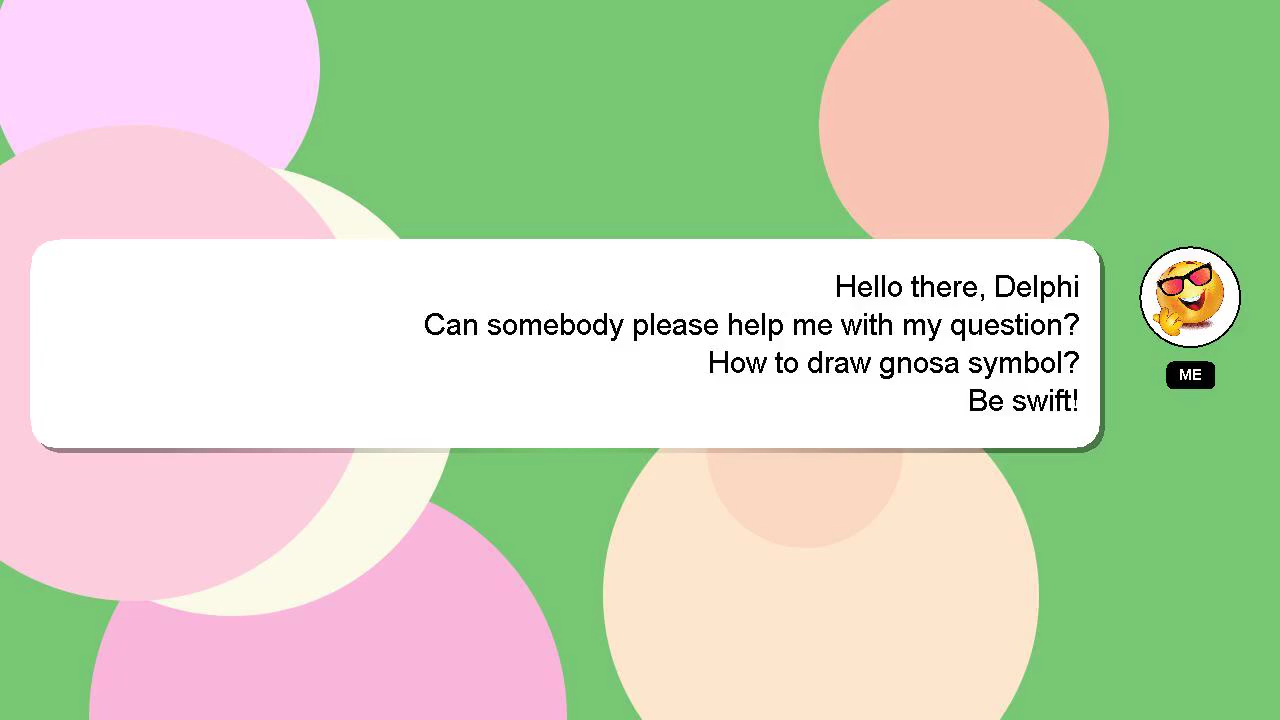 Hello there, Delphi
Can somebody please help me with my question?
How to draw gnosa symbol?
Be swift!
ME